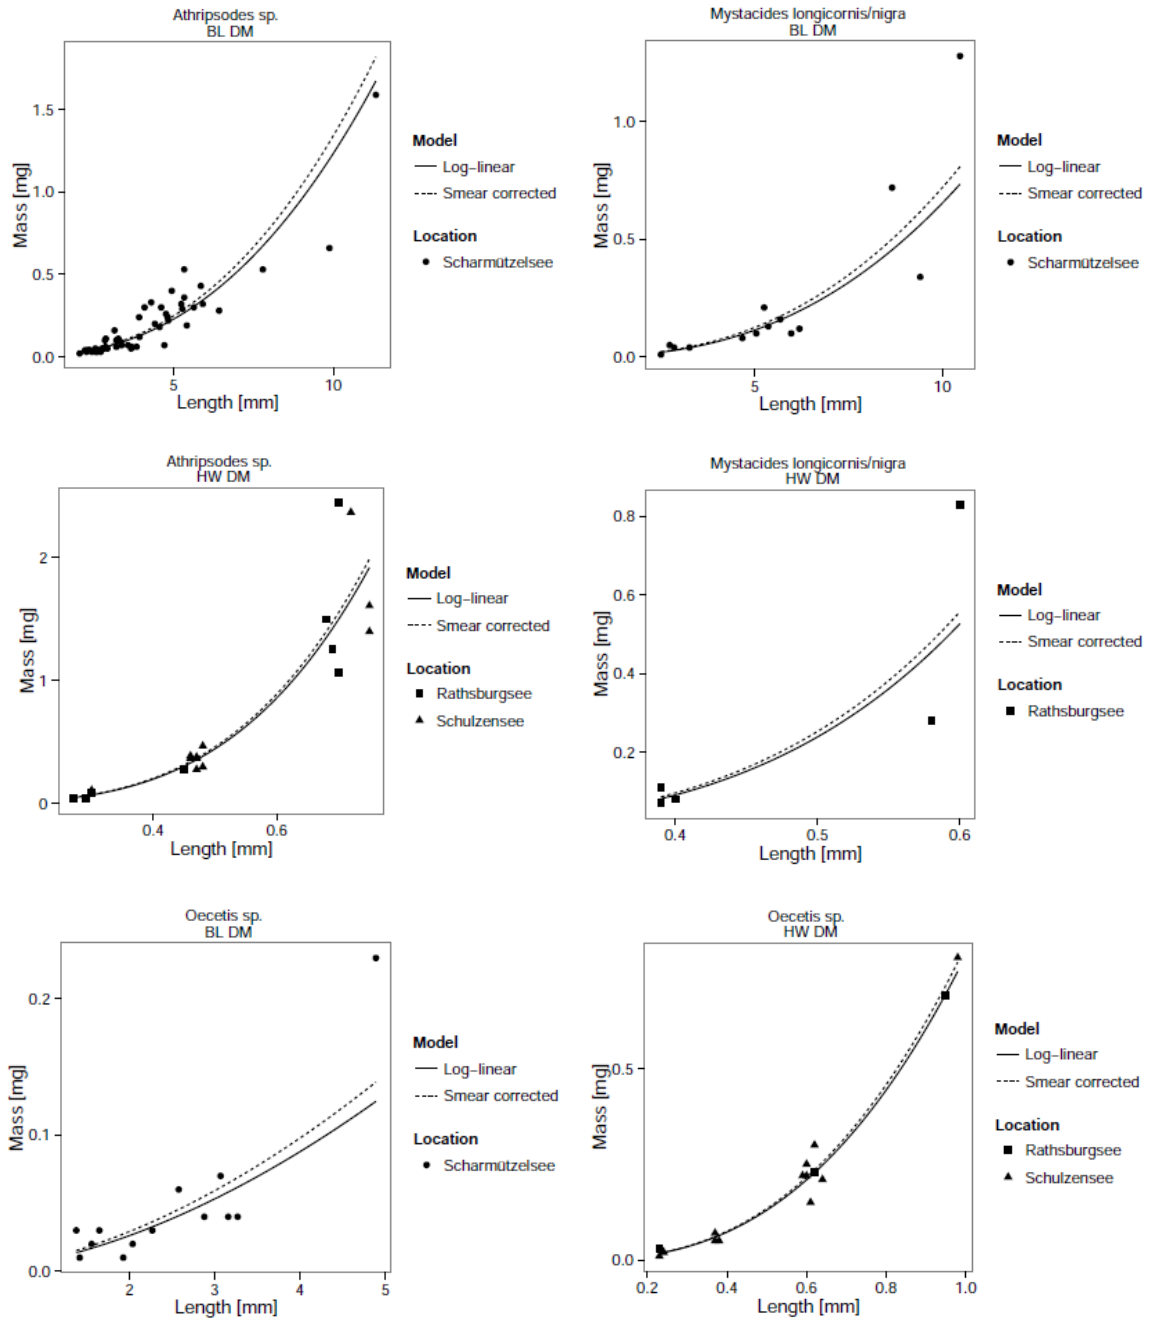 Athripsodes sp.
BL DM
1.5
1.0
0.5
0.0
Mass [mg]
5 10
Length [mm]
Model
Log−linear
Smear corrected
Location
Scharmützelsee
Mystacides longicornis/nigra
BL DM
1.0
0.5
0.0
Mass [mg]
5 10
Length [mm]
Model
Log−linear
Smear corrected
Location
Scharmützelsee
Athripsodes sp.
HW DM
2
1
0
Mass [mg]
0.4 0.6
Length [mm]
Model
Log−linear
Smear corrected
Location
Rathsburgsee
Schulzensee
Mystacides longicornis/nigra
HW DM
0.8
0.6
0.4
0.2
Mass [mg]
0.4 0.5 0.6
Length [mm]
Model
Log−linear
Smear corrected
Location
Rathsburgsee
Oecetis sp.
BL DM
0.2
0.1
0.0
Mass [mg]
2 3 4 5
Length [mm]
Model
Log−linear
Smear corrected
Location
Scharmützelsee
Oecetis sp.
HW DM
0.5
0.0
Mass [mg]
0.2 0.4 0.6 0.8 1.0
Length [mm]
Model
Log−linear
Smear corrected
Location
Rathsburgsee
Schulzensee